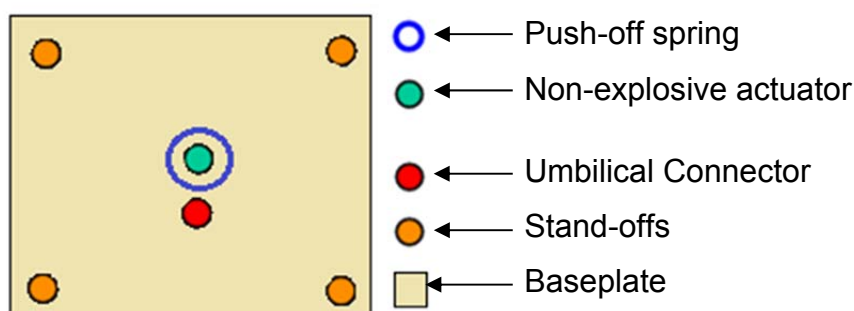 Push-off spring
Non-explosive actuator
Umbilical Connector
Stand-offs
Baseplate